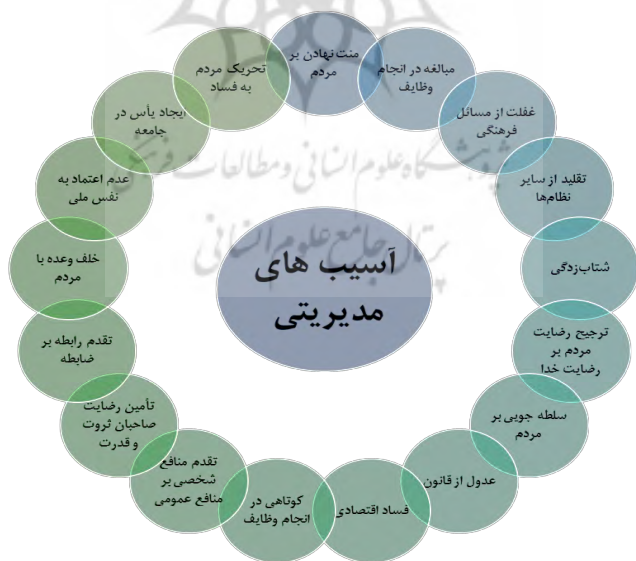 منت نهادن بر
مردم
مبالغه در انجام
وظایف
غفلت از مسائل
فرهنگی
تقلید از سایر
نظام‌ها
شتاب‌زدگی
ترجیح رضایت
مردم بر
رضایت خدا
سلطه جویی بر
مردم
عدول از قانون
فساد اقتصادی
کوتاهی در
انجام وظایف
تقدم منافع
شخصی بر
منافع عمومی
تأمین رضایت
صاحبان ثروت
و قدرت
تقدم رابطه بر
ضابطه
خلف وعده با
مردم
عدم اعتماد به
نفس ملی
ایجاد یأس در
جامعه
تحریک مردم
به فساد
آسیب های
مدیریتی
پژوهشگاه علوم انسانی و مطالعات فرهنگی
پرتال جامع علوم انسانی